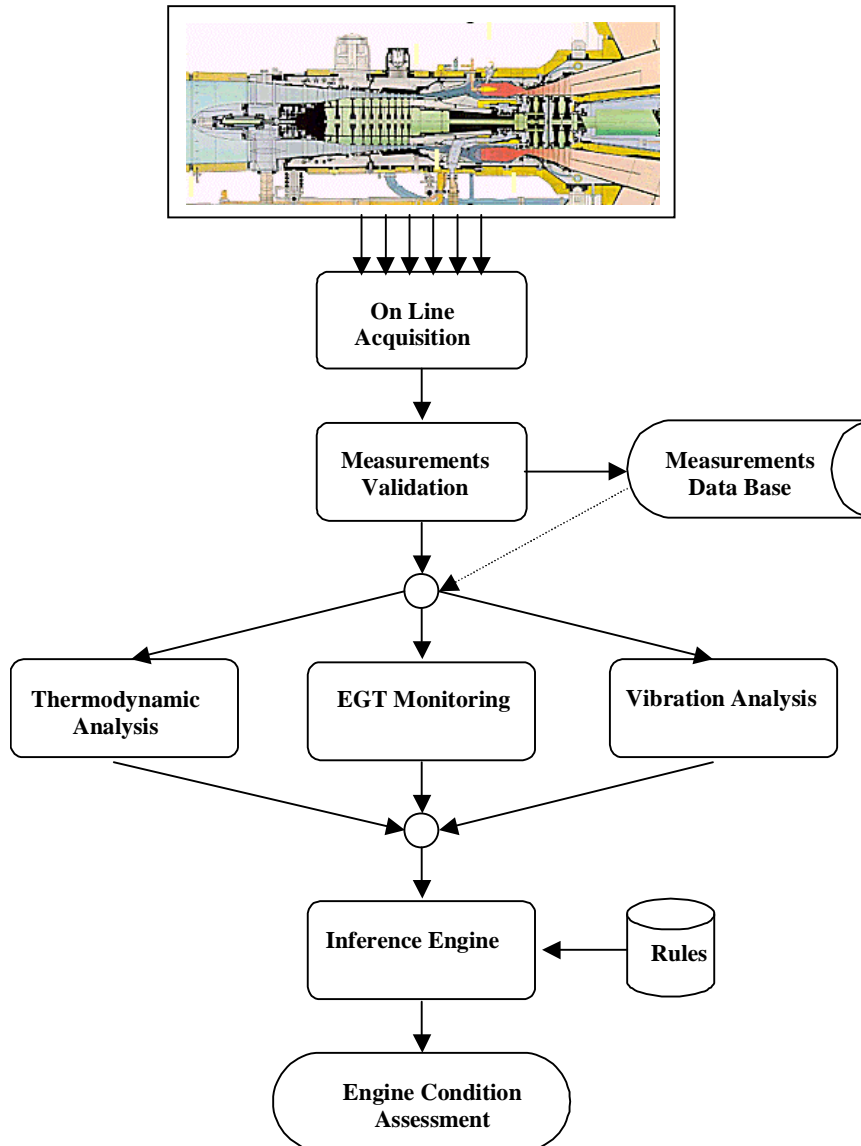 On Line
Acquisition
Measurements
Validation
Measurements
Data Base
Thermodynamic
Analysis
EGT Monitoring
Vibration Analysis
Inference Engine
Rules
Engine Condition
Assessment